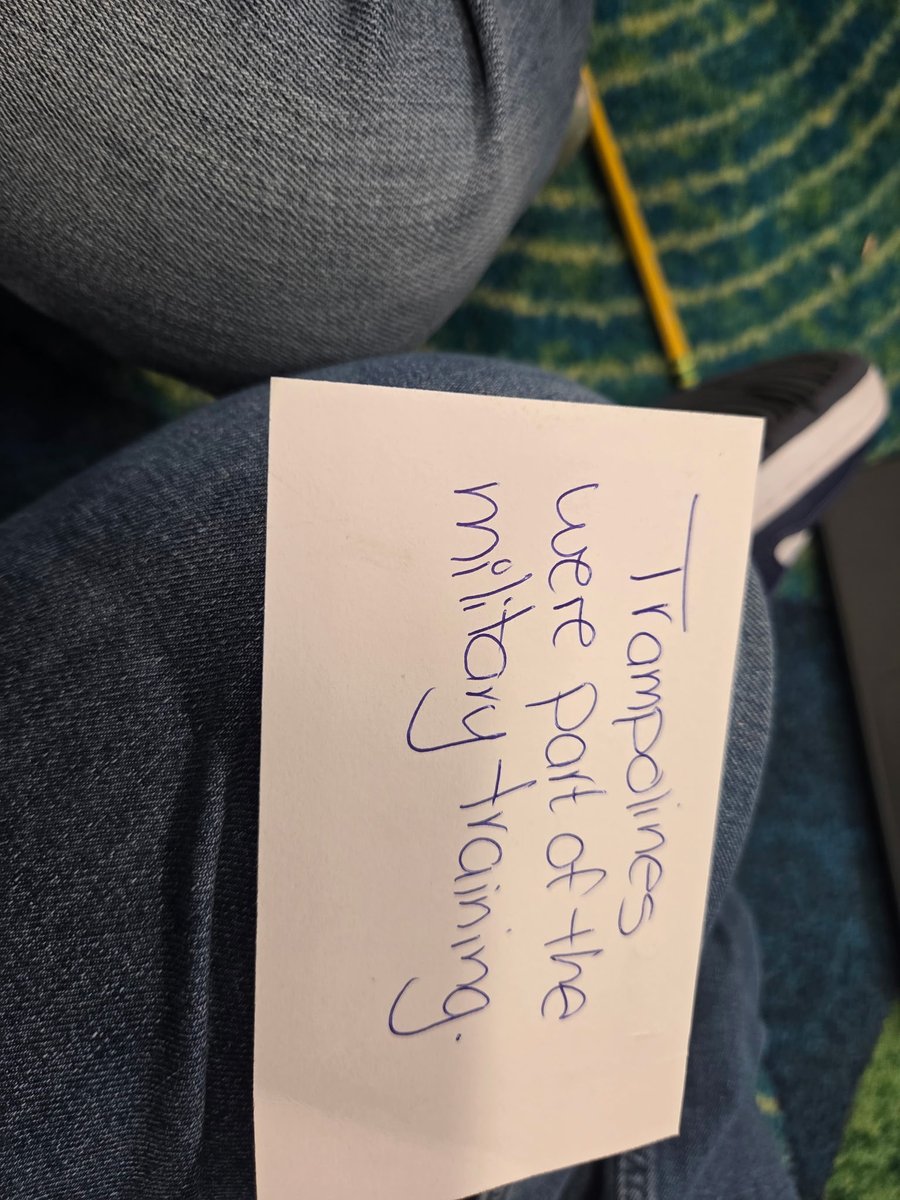 Trampolines
were part of the
military training.